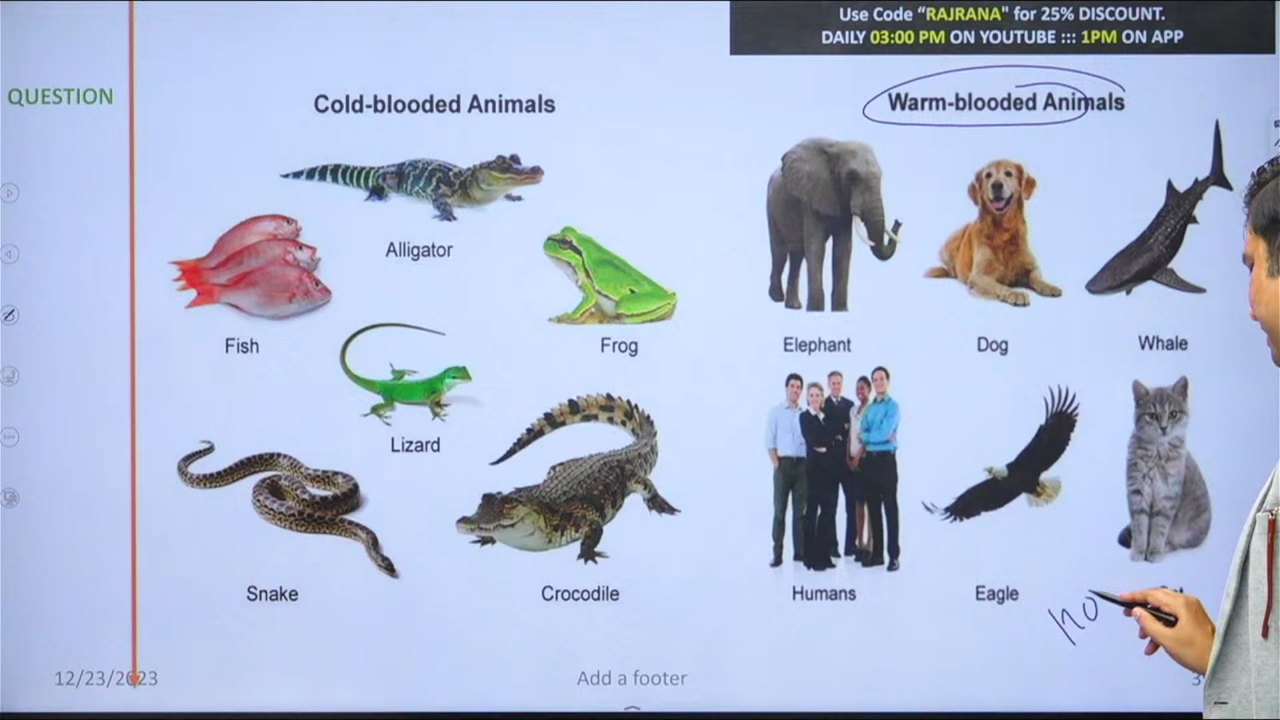 Use Code “RAJRANA" for 25% DISCOUNT.
DAILY 03:00 PM ON YOUTUBE ::: 1PM ON APP
QUESTION
Cold-blooded Animals
Warm-blooded Animals
Alligator
Fish
Frog
Elephant
Dog
Whale
Lizard
Snake
Crocodile
Humans
Eagle
ho
12/23/2023
Add a footer